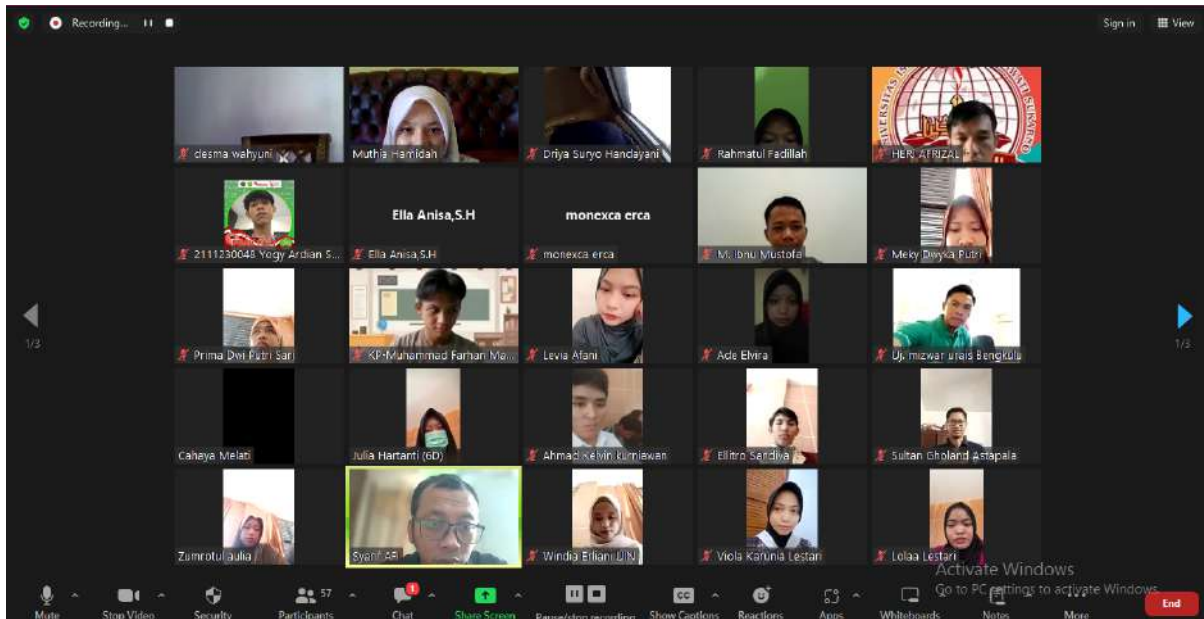 Recording...
Sign in
View
desma wahyuni
Muthia Hamidah
Driya Suryo Handayani
Rahmatul Fadillah
HERI AFRIZAL
2111230048 Yogy Ardian S...
Ella Anisa,S.H
Ella Anisa,S.H
monexca erca
monexca erca
M. Ibnu Mustofa
Meky Dwyka Putri
Prima Dwi Putri Sari
KP-Muhammad Farhan Ma...
Levia Afani
Ade Elvira
Uj. mizwar urais Bengkulu
1/3
1/3
Cahaya Melati
Julia Hartanti (6D)
Ahmad Kelvin kurniawan
Ellitro Sandiva
Sultan Gholand Astapala
Zumrotul aulia
Syarif AFI
Windia Erliani UIN
Viola Karunia Lestari
Lolaa Lestari
Activate Windows
Go to PC settings to activate Windows.
Mute
Stop Video
Security
57
Participants
1
Chat
Share Screen
Pause/stop recording
CC
Show Captions
Reactions
Apps
Whiteboards
Notes
More
End